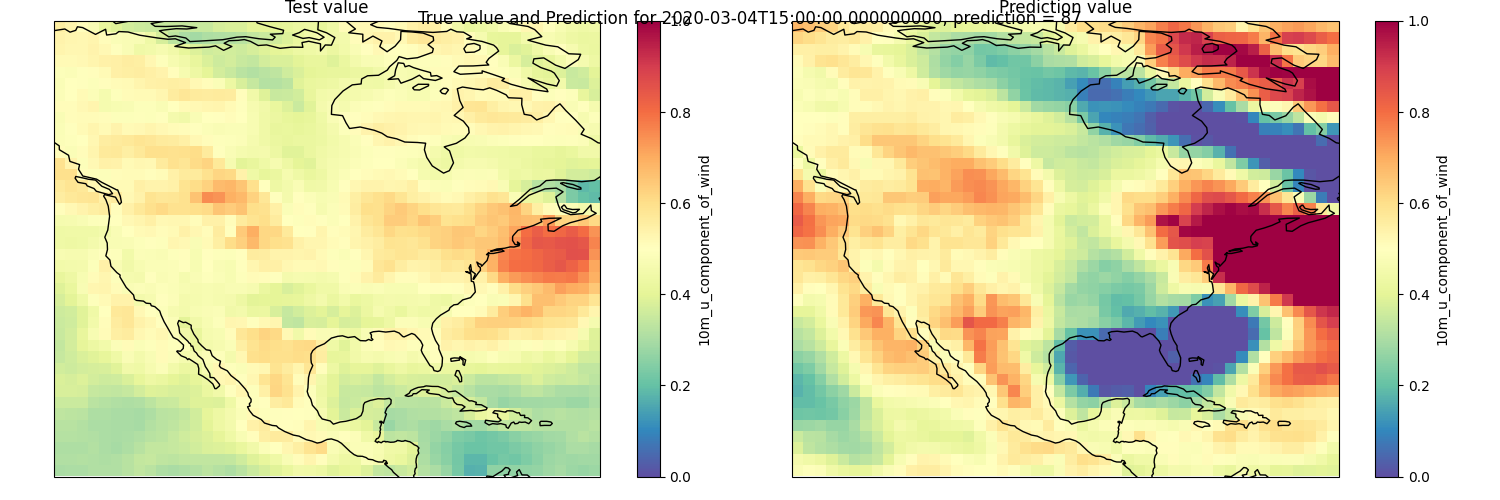 Test value
Prediction value
True value and Prediction for 2020-03-04T15:00:00.000000000, prediction = 87
1.0
0.8
0.6
0.4
0.2
0.0
10m_u_component_of_wind
1.0
0.8
0.6
0.4
0.2
0.0
10m_u_component_of_wind